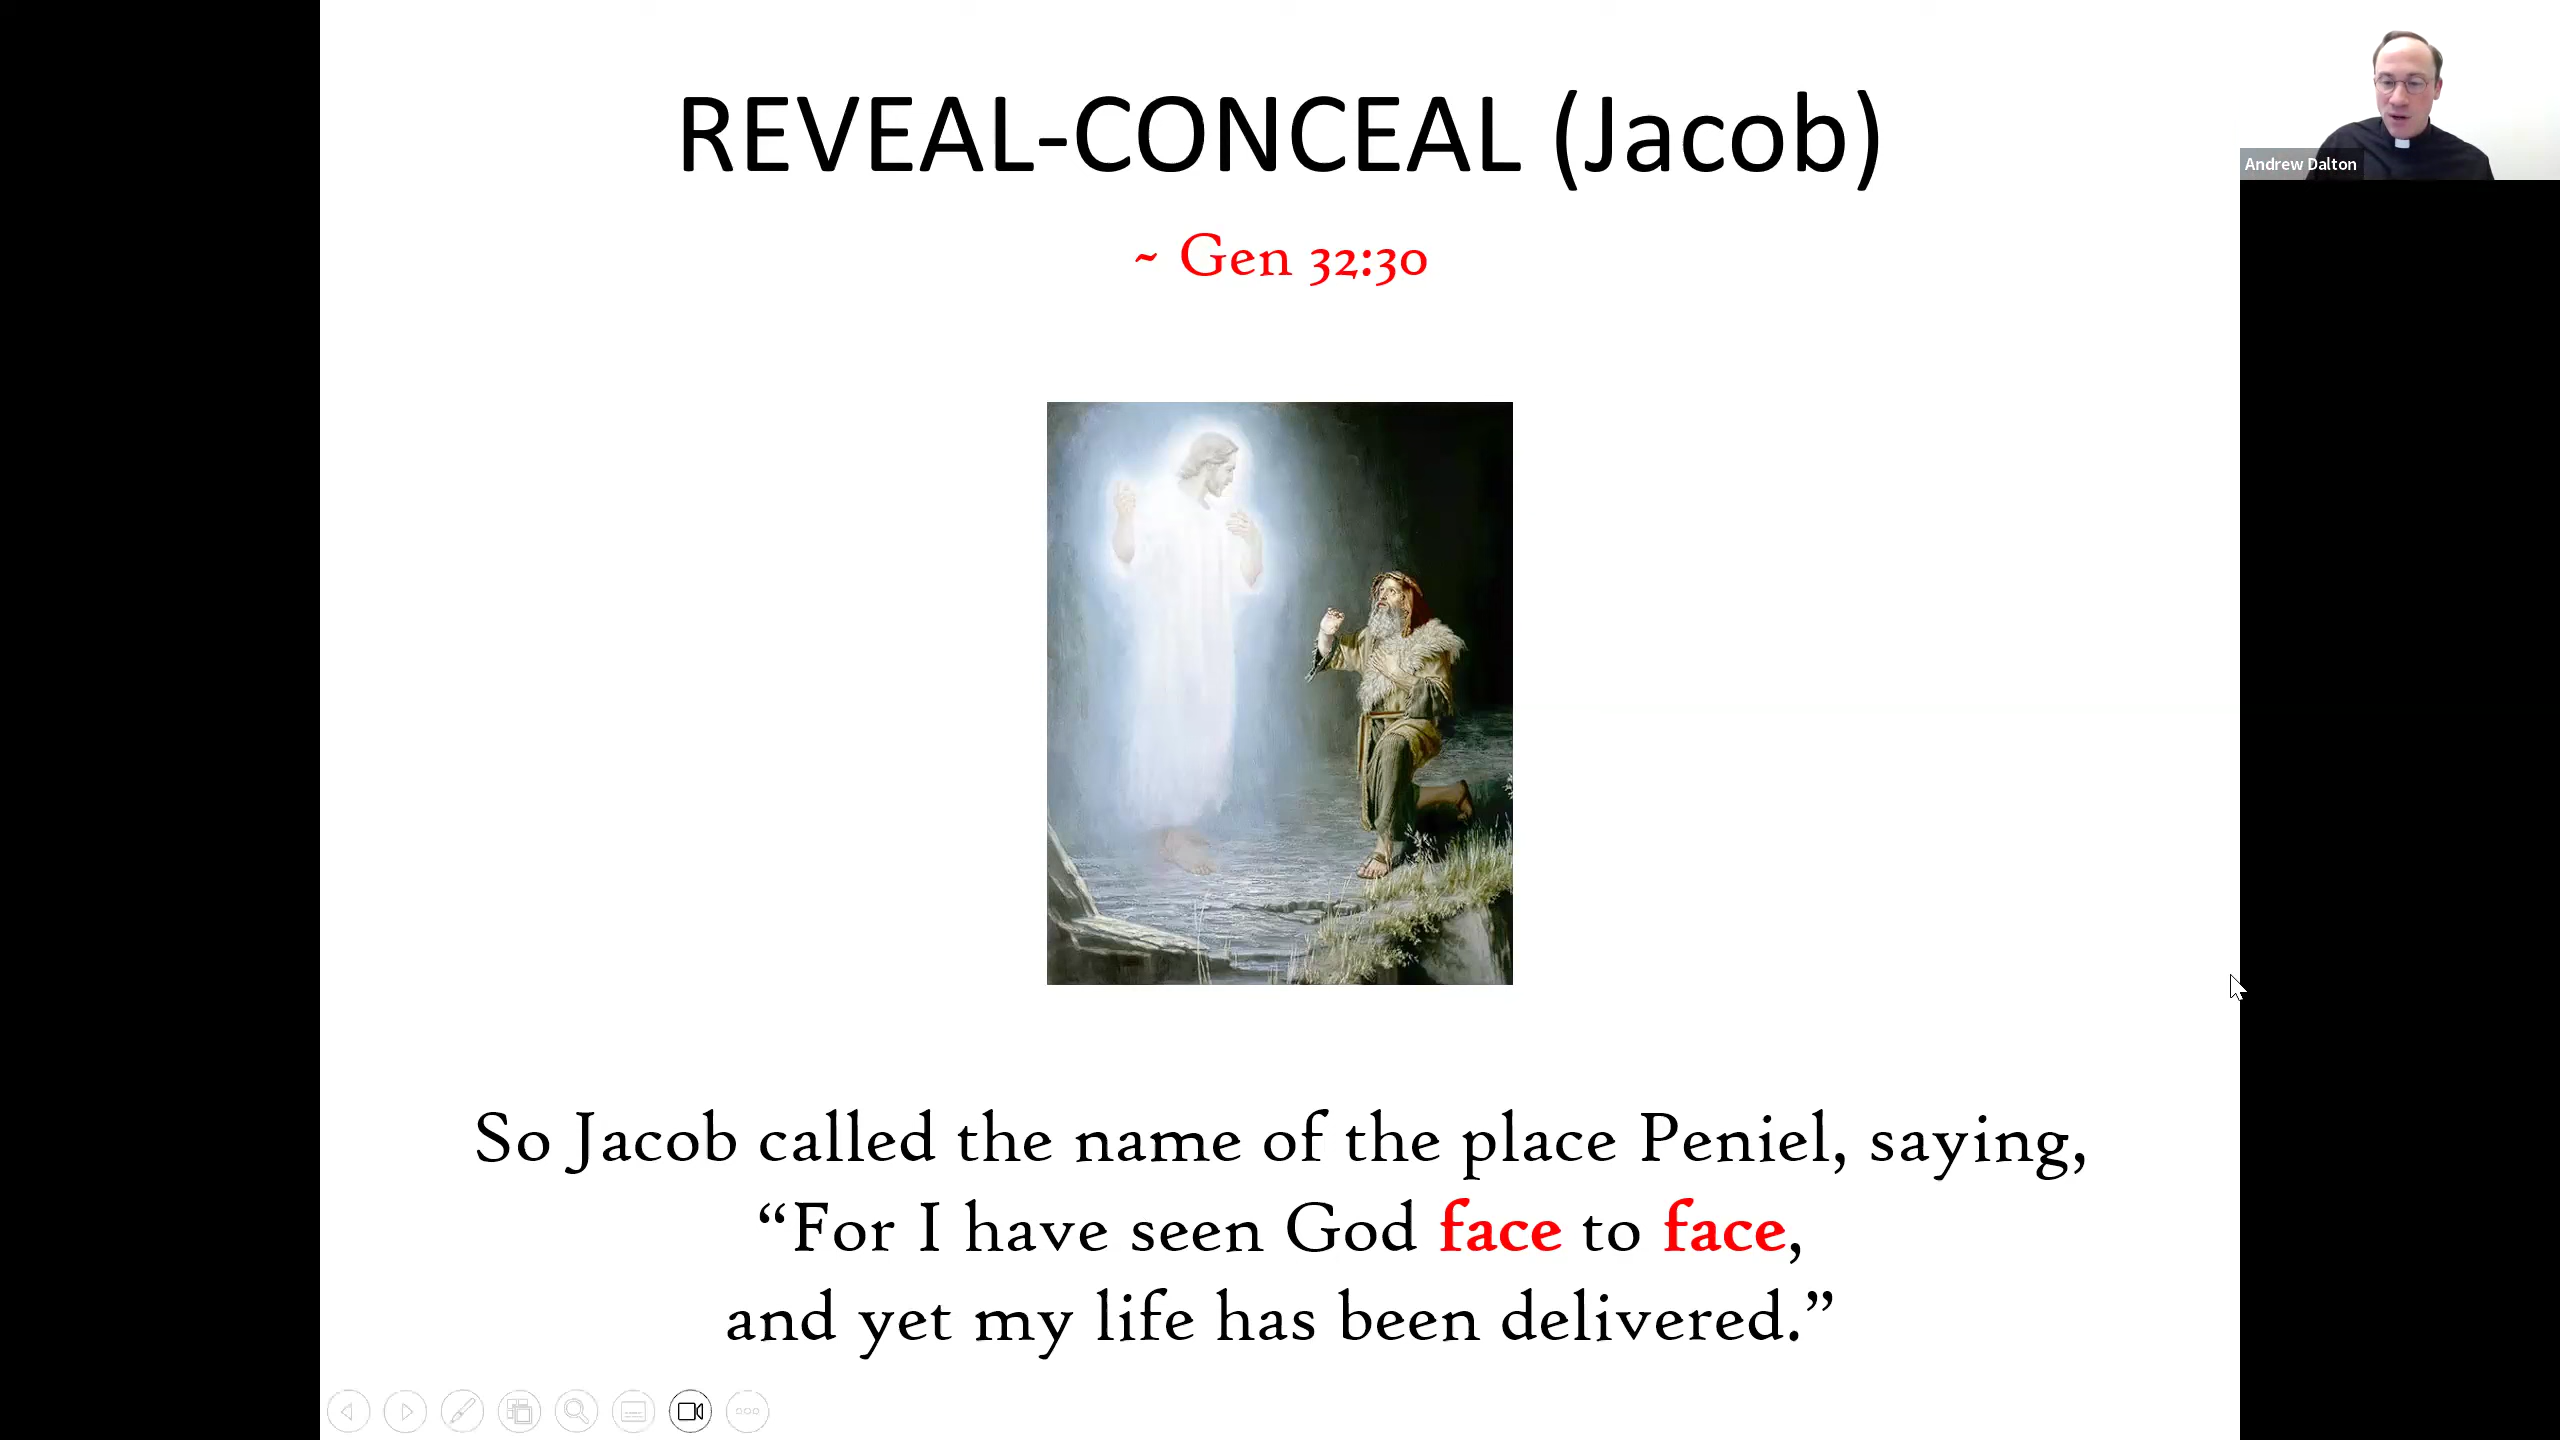 REVEAL-CONCEAL (Jacob)
Andrew Dalton
~ Gen 32:30
So Jacob called the name of the place Peniel, saying,
“For I have seen God face to face,
and yet my life has been delivered.”